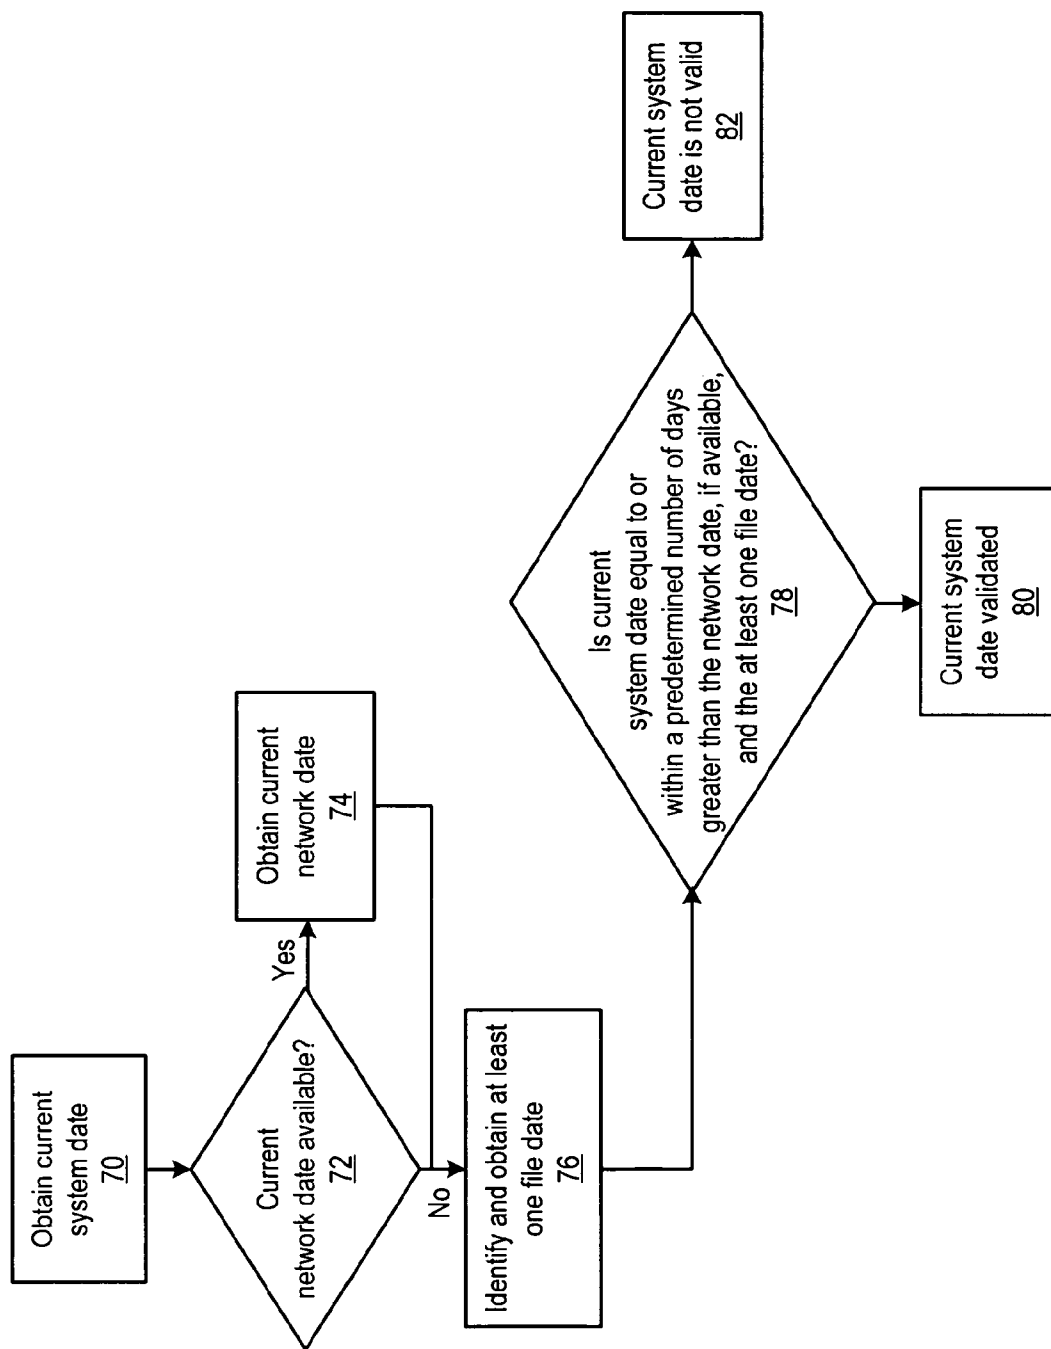 Obtain current
system date
70
Current
network date available?
72
Yes
Obtain current
network date
74
No
Identify and obtain at least
one file date
76
Is current
system date equal to or
within a predetermined number of days
greater than the network date, if available,
and the at least one file date?
78
Current system
date validated
80
Current system
date is not valid
82